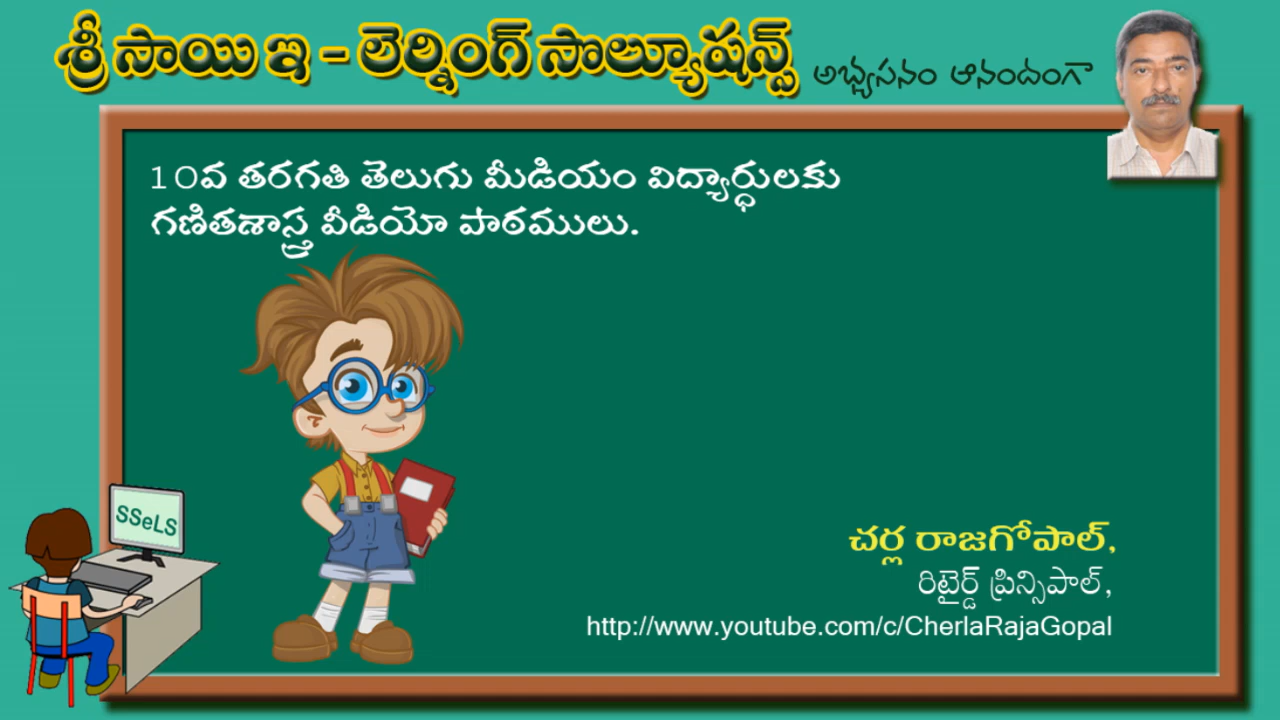 శ్రీ సాయి ఇ - లెర్నింగ్ సొల్యూషన్స్ అభ్యసనం ఆనందంగా
10వ తరగతి తెలుగు మీడియం విద్యార్ధులకు
గణితశాస్త్ర వీడియో పాఠములు.
SSeLS
చర్ల రాజగోపాల్,
రిటైర్డ్ ప్రిన్సిపాల్,
http://www.youtube.com/c/CherlaRajaGopal